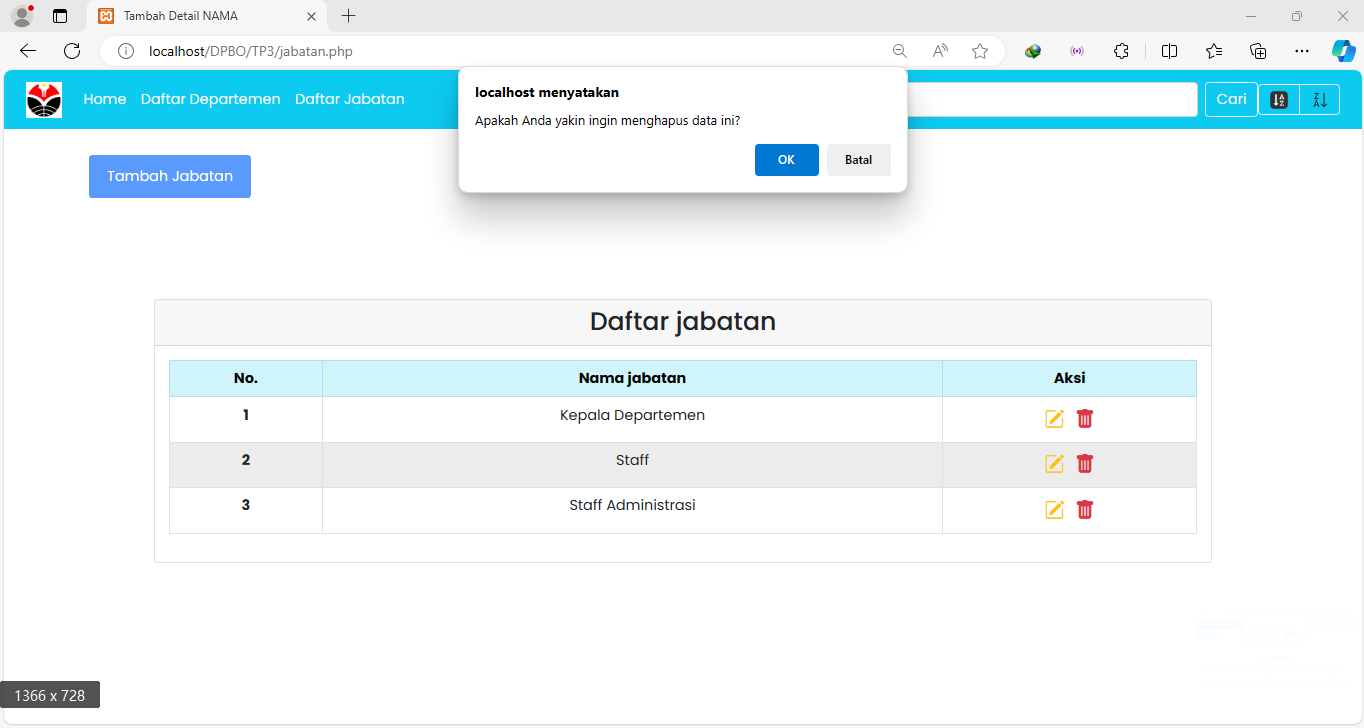 Tambah Detail NAMA
localhost/DPBO/TP3/jabatan.php
Home Daftar Departemen Daftar Jabatan
Cari
localhost menyatakan
Apakah Anda yakin ingin menghapus data ini?
OK Batal
Tambah Jabatan
Daftar jabatan
No. Nama jabatan Aksi
1 Kepala Departemen
2 Staff
3 Staff Administrasi
1366 x 728